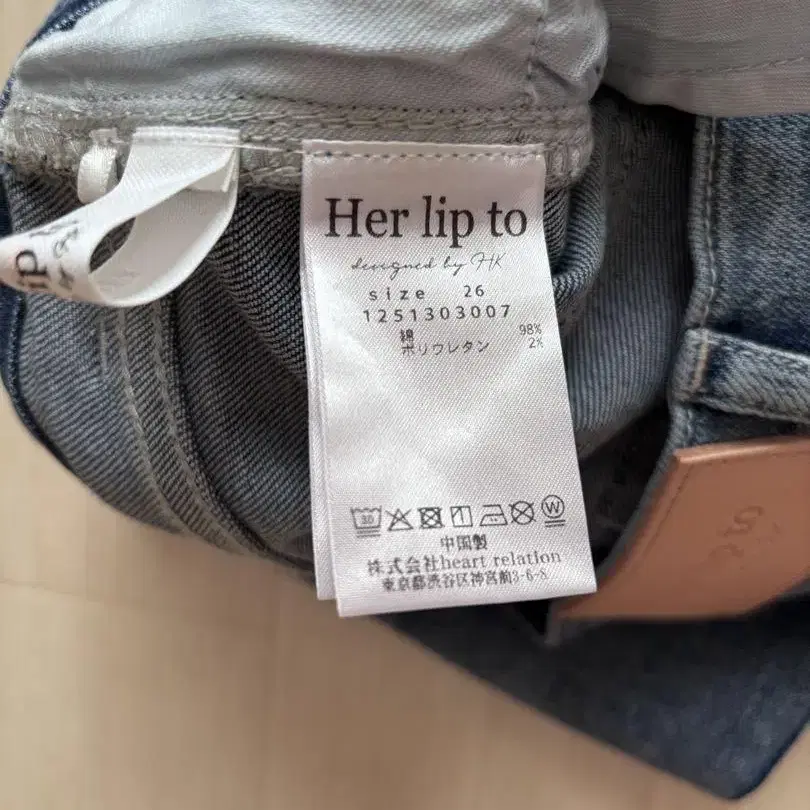 Her lip to
designed by HK
size 26
1251303007
綿 98%
ポリウレタン 2%
30 W
中国製
株式会社heart relation
東京都渋谷区神宮前3-6-8